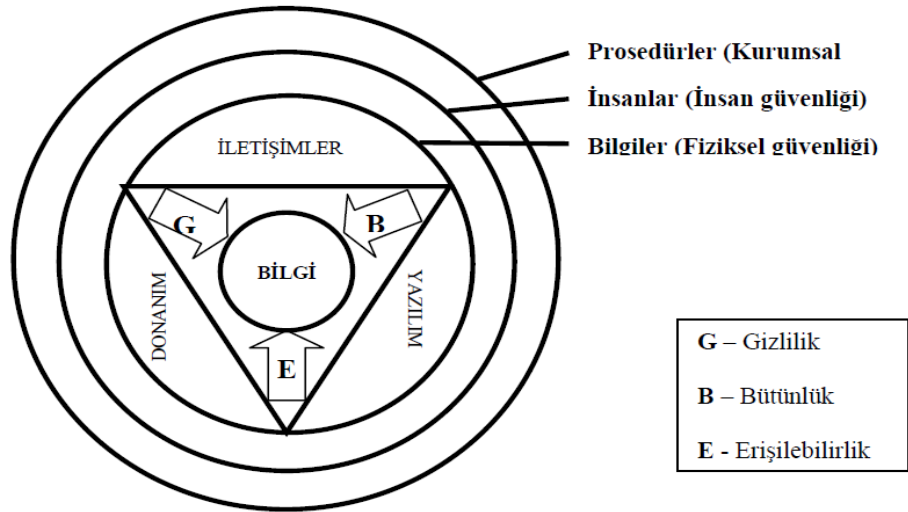 Prosedürler (Kurumsal
İnsanlar (İnsan güvenliği)
Bilgiler (Fiziksel güvenliği)
İLETİŞİMLER
G
B
BİLGİ
DONANIM
YAZILIM
E
G – Gizlilik
B – Bütünlük
E - Erişilebilirlik